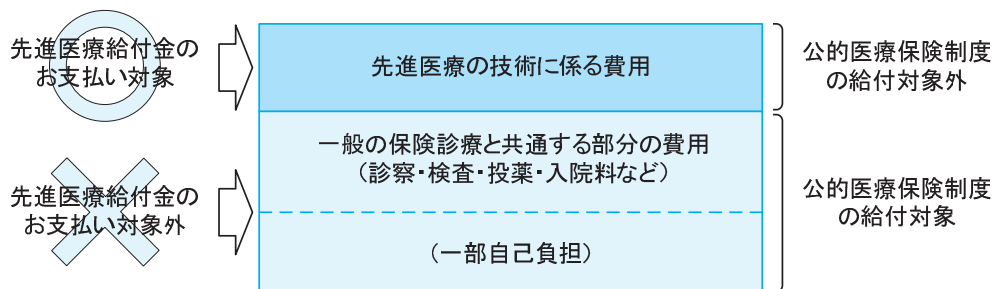 先進医療給付金の
お支払い対象
先進医療の技術に係る費用
公的医療保険制度
の給付対象外
一般の保険診療と共通する部分の費用
（診察・検査・投薬・入院料など）
先進医療給付金の
お支払い対象外
公的医療保険制度
の給付対象
（一部自己負担）